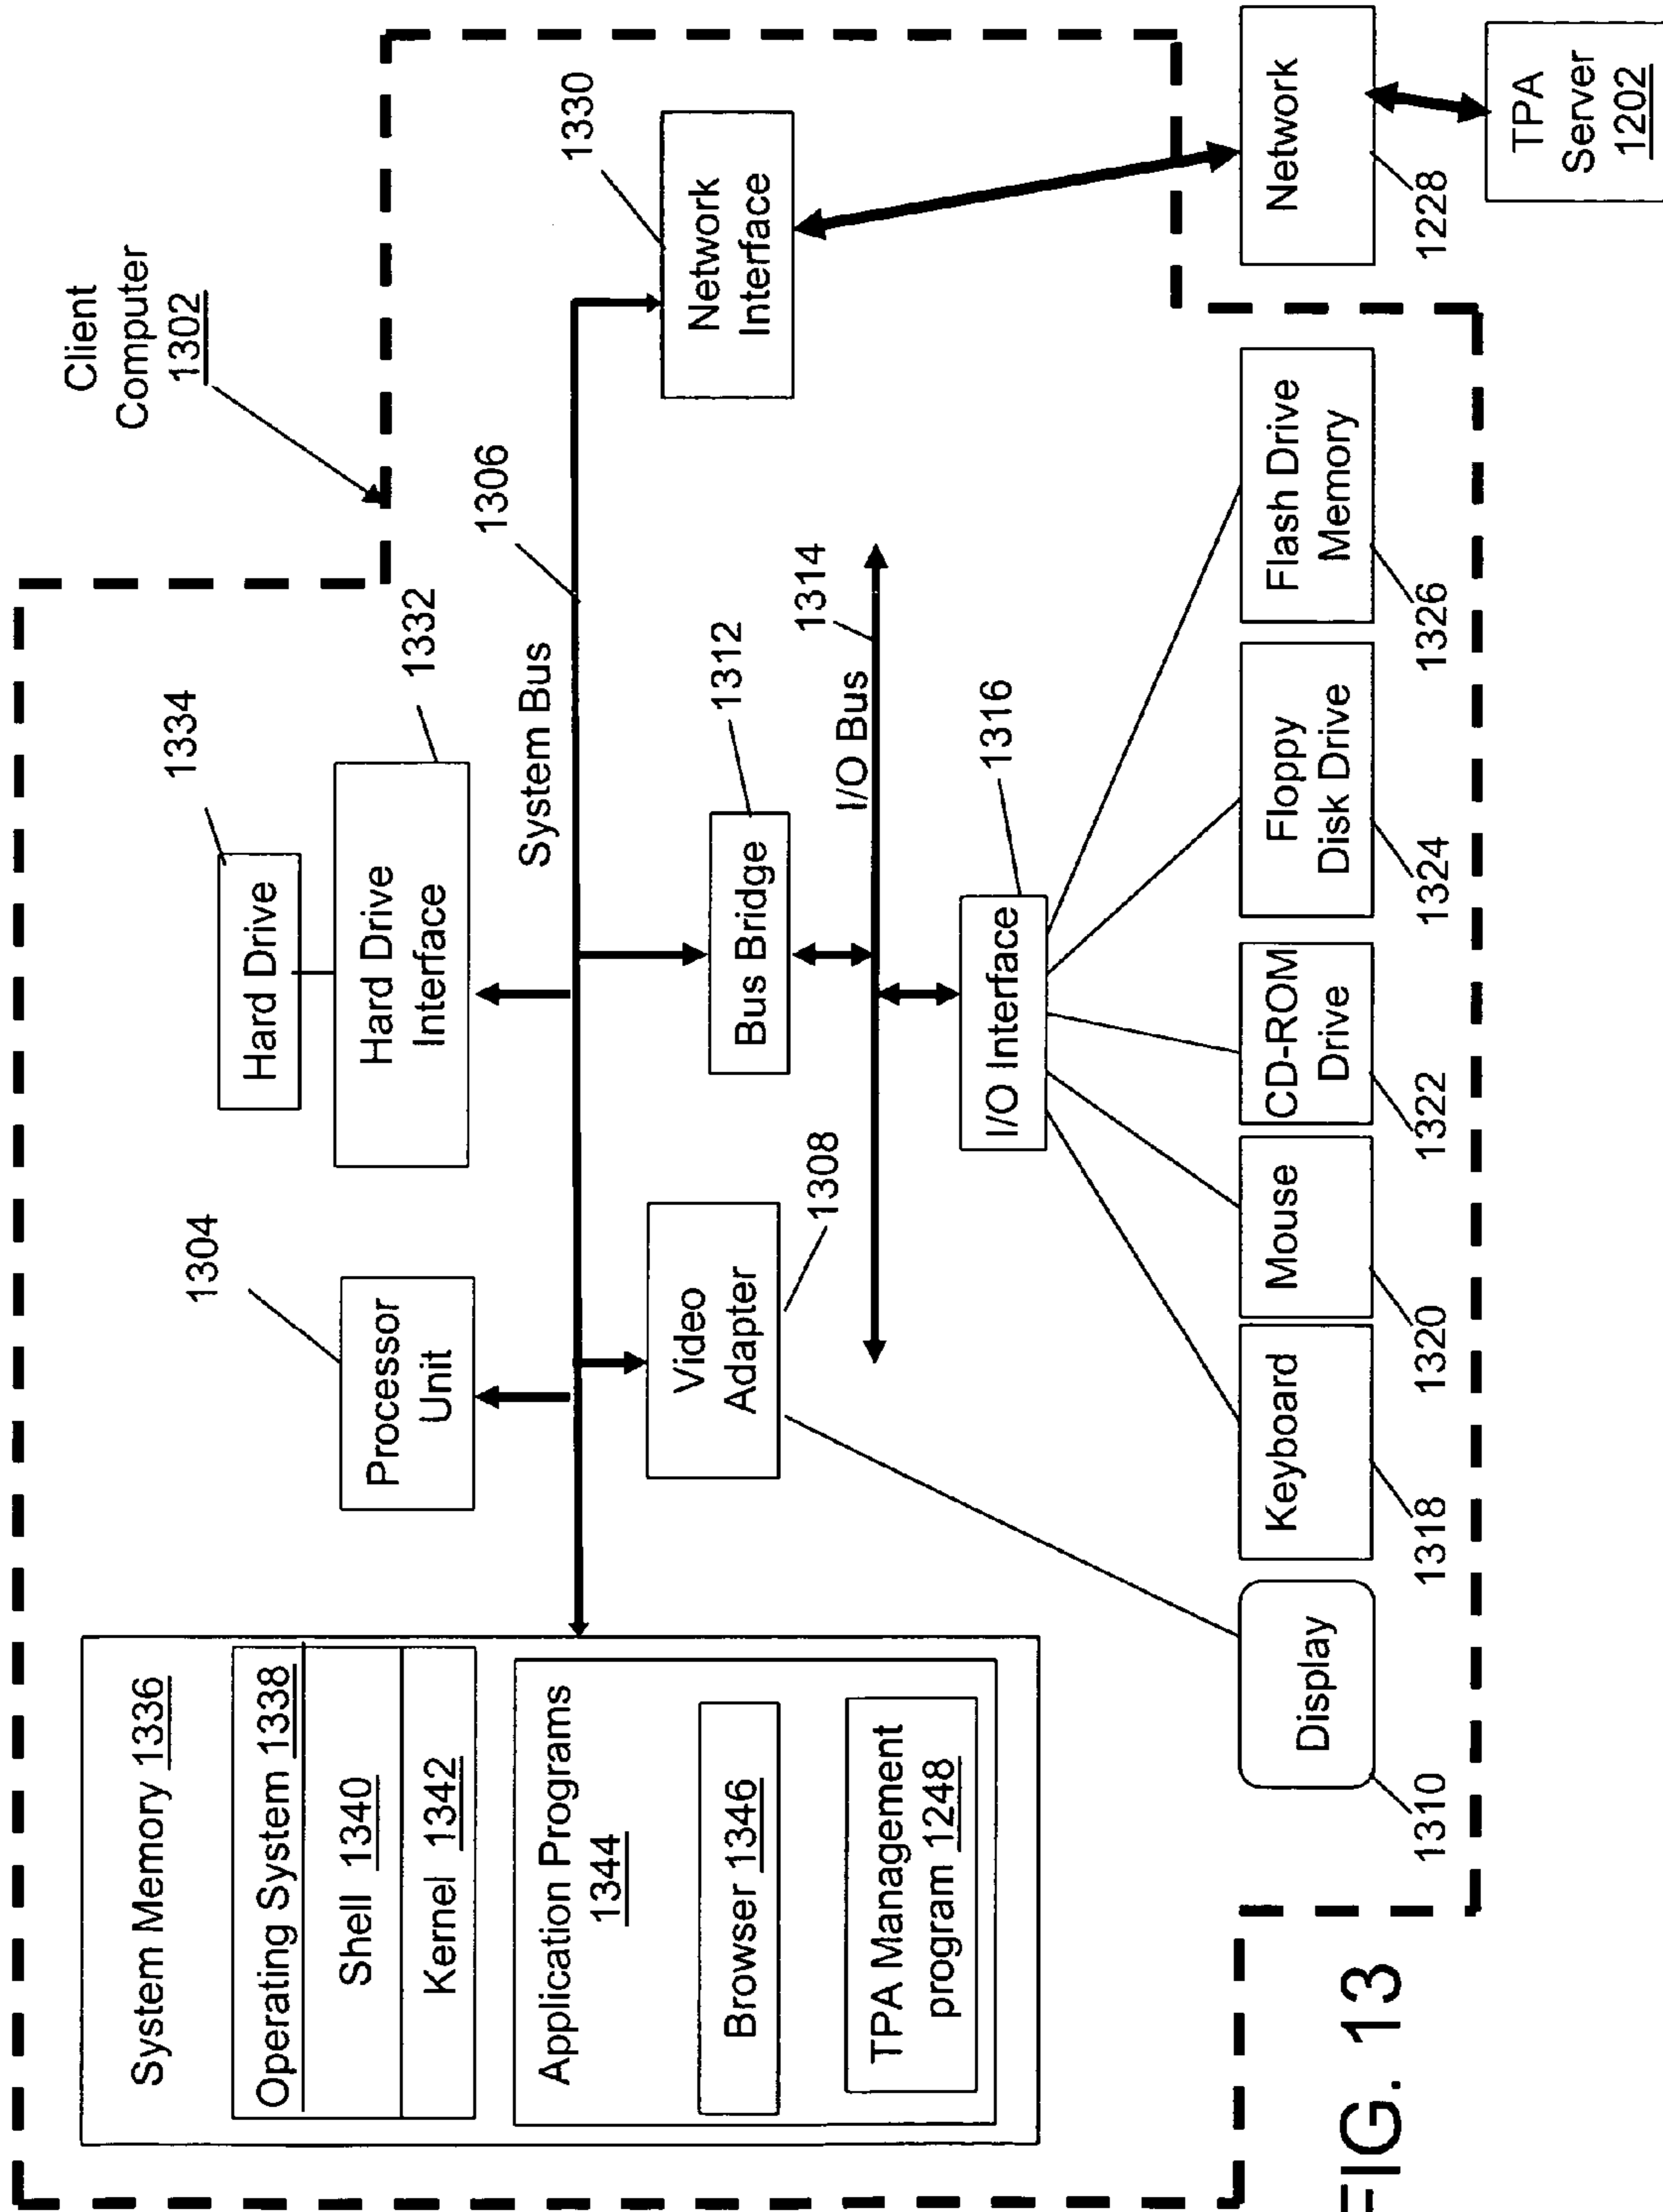 Client
Computer
1302
System Memory 1336
Operating System 1338
Shell 1340
Kernel 1342
Application Programs
1344
Browser 1346
TPA Management
program 1248
1304
Processor
Unit
1334
Hard Drive
Hard Drive
Interface
1332
System Bus
1306
1330
Network
Interface
Video
Adapter
1308
Bus Bridge
1312
I/O Bus
1314
I/O Interface
1316
Display
1310
Keyboard
1318
Mouse
1320
CD-ROM
Drive
1322
Floppy
Disk Drive
1324
Flash Drive
Memory
1326
Network
1228
TPA
Server
1202
FIG. 13